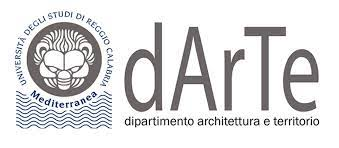 UNIVERSITÀ DEGLI STUDI DI REGGIO CALABRIA
Mediterranea
dArTe
dipartimento architettura e territorio